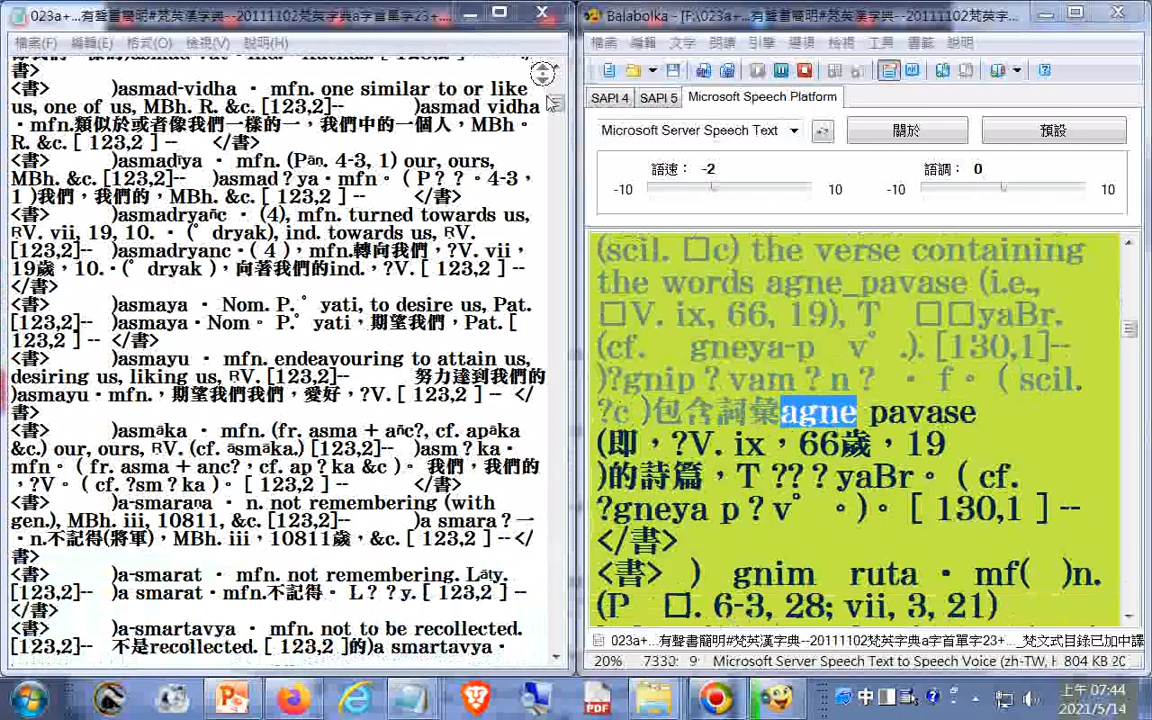 有聲書簡明#梵英漢字典--20111102梵英字典a字首單字23+...
檔案(F) 編輯(E) 格式(O) 檢視(V) 說明(H)
書>
<書> )asmad-vidha · mfn. one similar to or like
us, one of us, MBh. R. &c. [123,2]-- )asmad vidha
· mfn.類似於或者像我們一樣的一，我們中的一個人，MBh。
R. &c. [ 123,2 ] -- </書>
<書> )asmadīya · mfn. (Pāṇ. 4-3, 1) our, ours,
MBh. &c. [123,2]-- )asmad ? ya · mfn。 ( P ? ? 。4-3，
1 )我們，我們的，MBh. &c. [ 123,2 ] -- </書>
<書> )asmadryañc · (4), mfn. turned towards us,
RV. vii, 19, 10. · (°dryak), ind. towards us, RV.
[123,2]-- )asmadryanc · ( 4 )，mfn.轉向我們，?V. vii，
19歲，10. · (°dryak )，向著我們的ind.，?V. [ 123,2 ] --
</書>
<書> )asmaya · Nom. P. °yati, to desire us, Pat.
[123,2]-- )asmaya · Nom。 P. °yati，期望我們，Pat. [
123,2 ] -- </書>
<書> )asmayu · mfn. endeavouring to attain us,
desiring us, liking us, RV. [123,2]-- 努力達到我們的
)asmayu · mfn.，期望我們我們，愛好，?V. [ 123,2 ] -- </
書>
<書> )asmāka · mfn. (fr. asma + añc?, cf. apāka
&c.) our, ours, RV. (cf. āsmāka.) [123,2]-- )asm ? ka ·
mfn。 ( fr. asma + anc?，cf. ap ? ka &c )。 我們，我們的
，?V。 ( cf. ?sm ? ka )。 [ 123,2 ] -- </書>
<書> )a-smaraṇa · n. not remembering (with
gen.), MBh. iii, 10811, &c. [123,2]-- )a smara ? 一
· n.不記得(將軍)，MBh. iii，10811歲，&c. [ 123,2 ] -- </
書>
<書> )a-smarat · mfn. not remembering. Lāṭy.
[123,2]-- )a smarat · mfn.不記得。 L ? ? y. [ 123,2 ] --
</書>
<書> )a-smartavya · mfn. not to be recollected.
[123,2]-- 不是recollected. [ 123,2 ]的)a smartavya ·
Balabolka - [F:\023a+...有聲書簡明#梵英漢字典--20111102梵英字...
檔案 編輯 文字 朗讀 引擎 選項 檢視 工具 書籤 說明
SAPI 4 SAPI 5 Microsoft Speech Platform
Microsoft Server Speech Text 關於 預設
語速： -2 語調： 0
-10 10 -10 10
(scil. □c) the verse containing
the words agne_pavase (i.e.,
□V. ix, 66, 19), T □□yaBr.
(cf. gneya-p v° .). [130,1]--
)?gnip ? vam ? n ? · f。 ( scil.
?c )包含詞彙agne pavase
(即，?V. ix，66歲，19
)的詩篇，T ? ? ? yaBr。 ( cf.
?gneya p ? v° 。)。 [ 130,1 ] --
</書>
<書> ) gnim ruta · mf( )n.
(P □. 6-3, 28; vii, 3, 21)
023a+...有聲書簡明#梵英漢字典--20111102梵英字典a字首單字23+..._梵文式目錄已加中譯
20% 7330: 9 Microsoft Server Speech Text to Speech Voice (zh-TW, H 804 KB 20
中
上午 07:44
2021/5/14